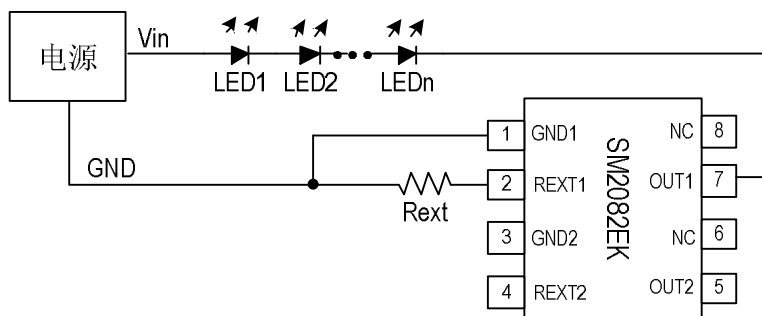 电源
Vin
LED1
LED2
LEDn
GND
Rext
SM2082EK
1 GND1
NC 8
2 REXT1
OUT1 7
3 GND2
NC 6
4 REXT2
OUT2 5